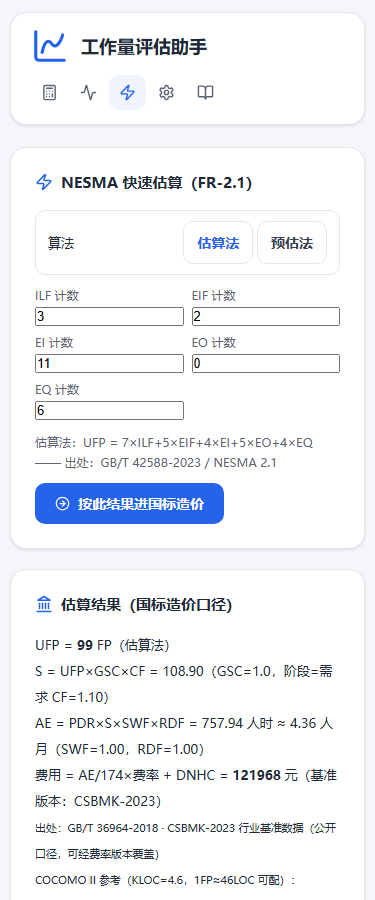 工作量评估助手
NESMA 快速估算（FR-2.1）
算法
估算法
预估法
ILF 计数
EIF 计数
3
2
EI 计数
EO 计数
11
0
EQ 计数
6
估算法：UFP = 7×ILF+5×EIF+4×EI+5×EO+4×EQ
—— 出处：GB/T 42588-2023 / NESMA 2.1
按此结果进国标造价
估算结果（国标造价口径）
UFP = 99 FP（估算法）
S = UFP×GSC×CF = 108.90（GSC=1.0，阶段=需
求 CF=1.10）
AE = PDR×S×SWF×RDF = 757.94 人时 ≈ 4.36 人
月（SWF=1.00，RDF=1.00）
费用 = AE/174×费率 + DNHC = 121968 元（基准
版本：CSBMK-2023）
出处：GB/T 36964-2018 · CSBMK-2023 行业基准数据（公开
口径，可经费率版本覆盖）
COCOMO II 参考（KLOC=4.6，1FP≈46LOC 可配）：